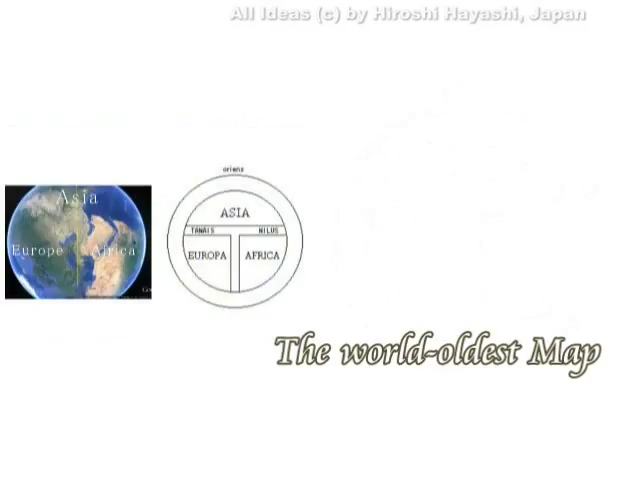 All Ideas (c) by Hiroshi Hayashi, Japan
oriens
Asia
ASIA
TANAIS NILUS
Europe Africa
EUROPA AFRICA
The world-oldest Map